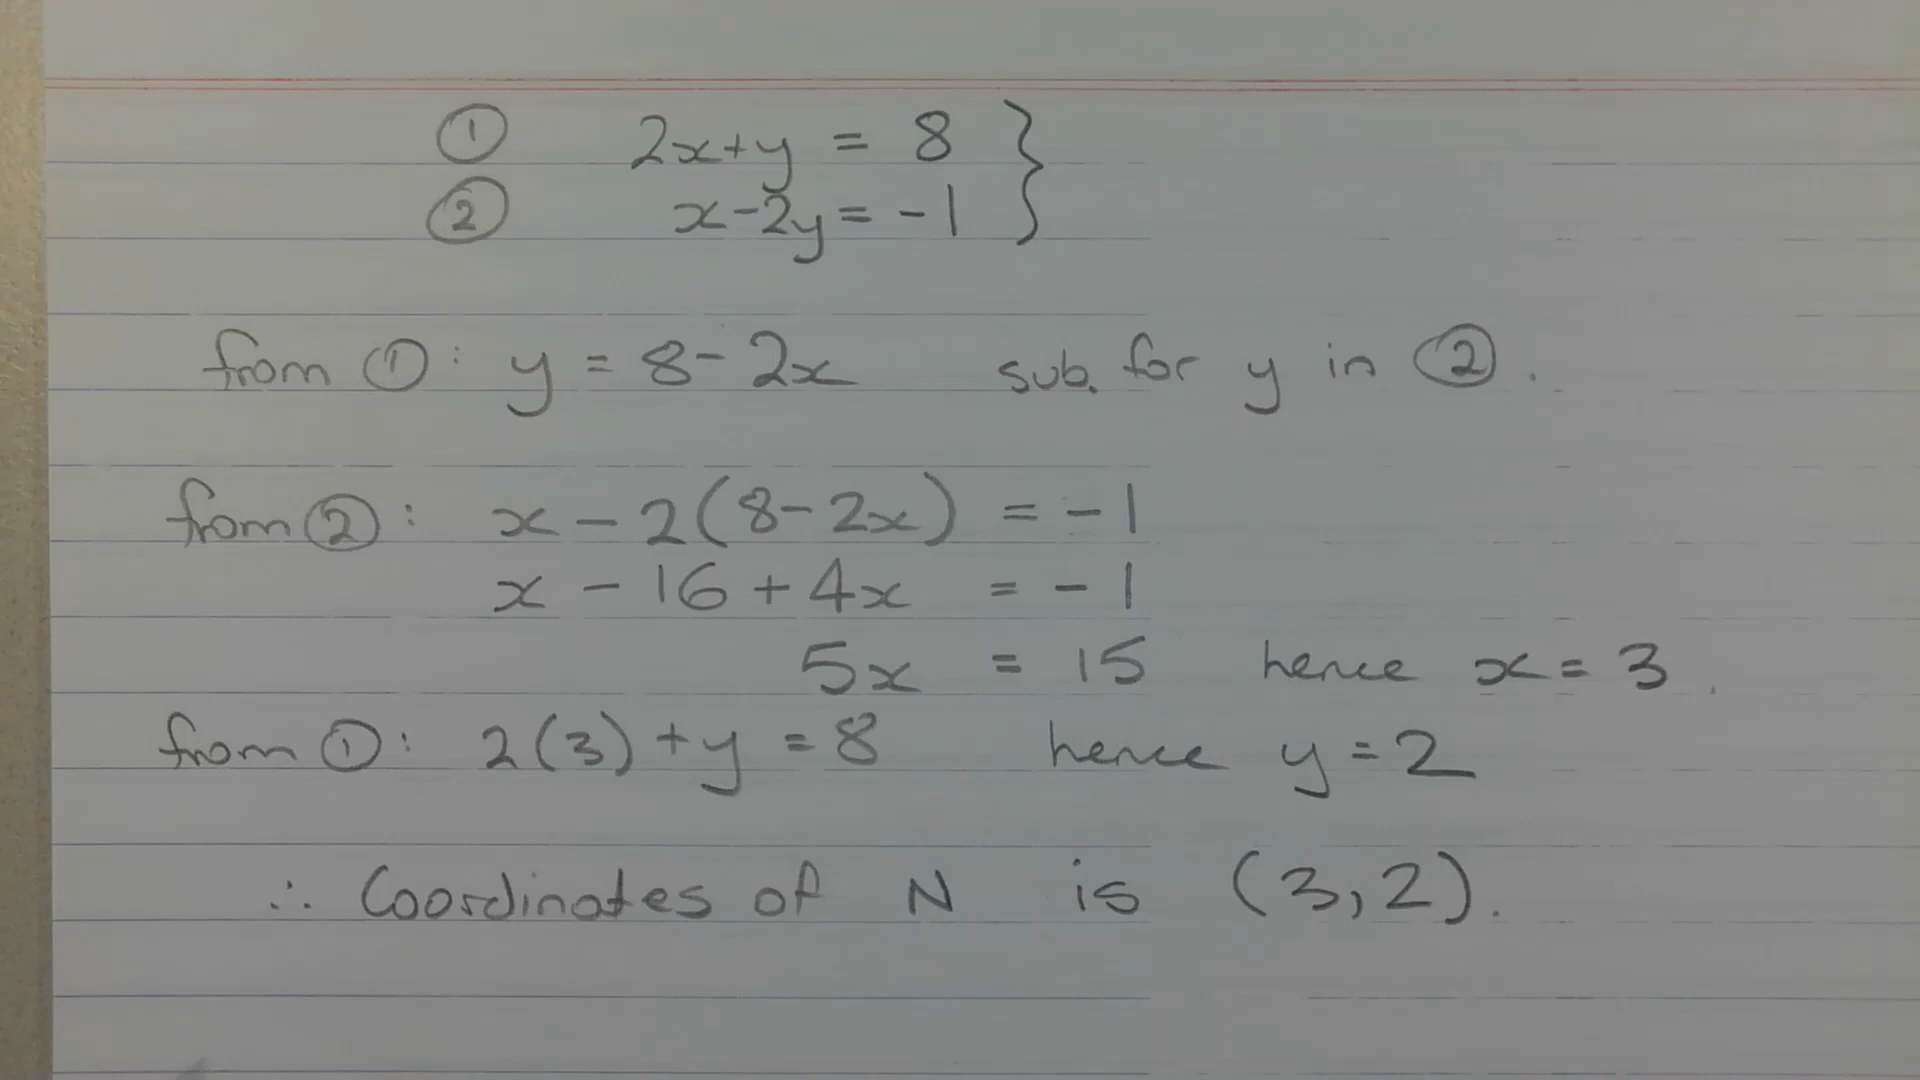 ① 2x+y = 8 }
② x-2y = -1
from ①: y = 8-2x sub. for y in ②.
from ②: x - 2(8-2x) = -1
x - 16 + 4x = -1
5x = 15 hence x = 3.
from ①: 2(3) + y = 8 hence y = 2
∴ Coordinates of N is (3,2).